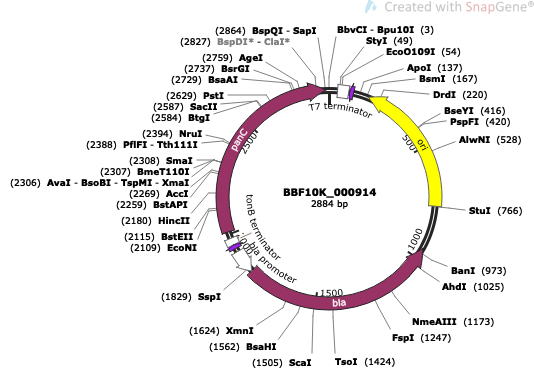 Created with SnapGene®
(2864) BspQI - SapI
BbvCI - Bpu10I (3)
(2827) BspDI* - ClaI*
StyI (49)
EcoO109I (54)
(2759) AgeI
ApoI (137)
(2737) BsrGI
BsmI (167)
(2729) BsaAI
DrdI (220)
(2629) PstI
BseYI (416)
(2587) SacII
PspFI (420)
(2584) BtgI
T7 terminator
AlwNI (528)
(2394) NruI
(2388) PflFI - Tth111I
panC
2500
500
ori
(2308) SmaI
(2307) BmeT110I
(2306) AvaI - BsoBI - TspMI - XmaI
(2269) AccI
BBF10K_000914
2884 bp
(2259) BstAPI
StuI (766)
(2180) HincII
tonB terminator
(2115) BstEII
(2109) EcoNI
bla promoter
1000
BanI (973)
AhdI (1025)
(1829) SspI
1500
bla
NmeAIII (1173)
(1624) XmnI
FspI (1247)
(1562) BsaHI
(1505) ScaI
TsoI (1424)